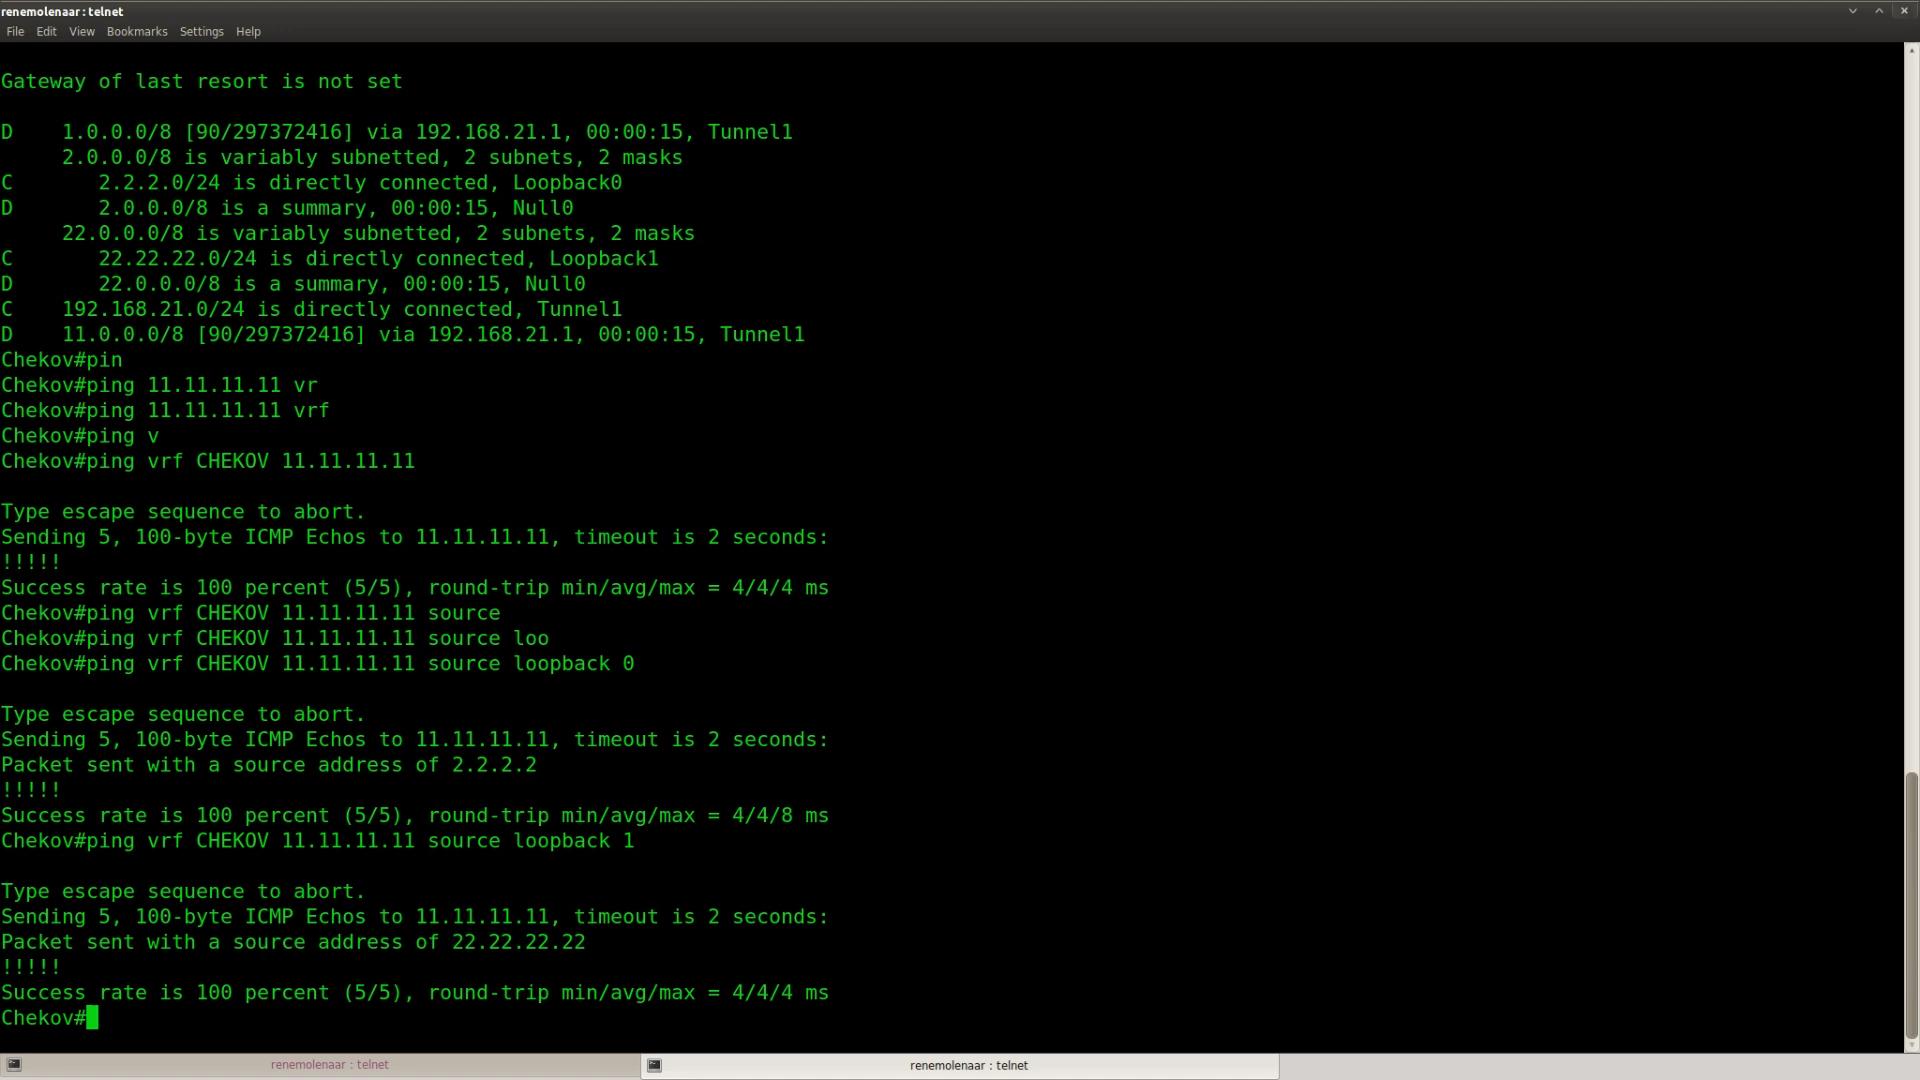 renemolenaar : telnet
File Edit View Bookmarks Settings Help
Gateway of last resort is not set
D    1.0.0.0/8 [90/297372416] via 192.168.21.1, 00:00:15, Tunnel1
     2.0.0.0/8 is variably subnetted, 2 subnets, 2 masks
C       2.2.2.0/24 is directly connected, Loopback0
D       2.0.0.0/8 is a summary, 00:00:15, Null0
     22.0.0.0/8 is variably subnetted, 2 subnets, 2 masks
C       22.22.22.0/24 is directly connected, Loopback1
D       22.0.0.0/8 is a summary, 00:00:15, Null0
C    192.168.21.0/24 is directly connected, Tunnel1
D    11.0.0.0/8 [90/297372416] via 192.168.21.1, 00:00:15, Tunnel1
Chekov#pin
Chekov#ping 11.11.11.11 vr
Chekov#ping 11.11.11.11 vrf
Chekov#ping v
Chekov#ping vrf CHEKOV 11.11.11.11
Type escape sequence to abort.
Sending 5, 100-byte ICMP Echos to 11.11.11.11, timeout is 2 seconds:
!!!!!
Success rate is 100 percent (5/5), round-trip min/avg/max = 4/4/4 ms
Chekov#ping vrf CHEKOV 11.11.11.11 source
Chekov#ping vrf CHEKOV 11.11.11.11 source loo
Chekov#ping vrf CHEKOV 11.11.11.11 source loopback 0
Type escape sequence to abort.
Sending 5, 100-byte ICMP Echos to 11.11.11.11, timeout is 2 seconds:
Packet sent with a source address of 2.2.2.2
!!!!!
Success rate is 100 percent (5/5), round-trip min/avg/max = 4/4/8 ms
Chekov#ping vrf CHEKOV 11.11.11.11 source loopback 1
Type escape sequence to abort.
Sending 5, 100-byte ICMP Echos to 11.11.11.11, timeout is 2 seconds:
Packet sent with a source address of 22.22.22.22
!!!!!
Success rate is 100 percent (5/5), round-trip min/avg/max = 4/4/4 ms
Chekov#
renemolenaar : telnet
renemolenaar : telnet